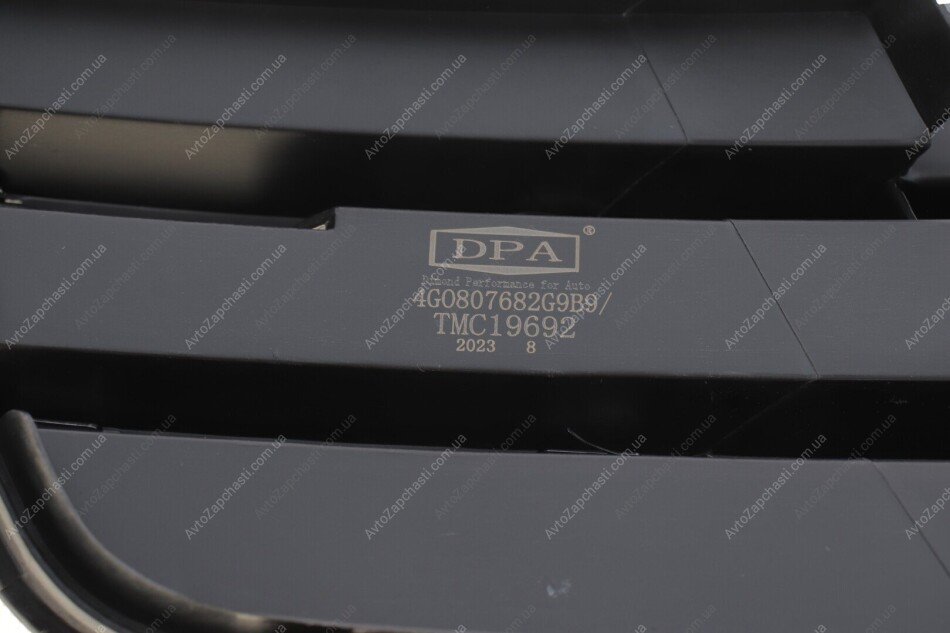 DPA®
Dimond Performance for Auto
4G0807682G9B9/
TMC19692
2023 8
AvtoZapchasti.com.ua